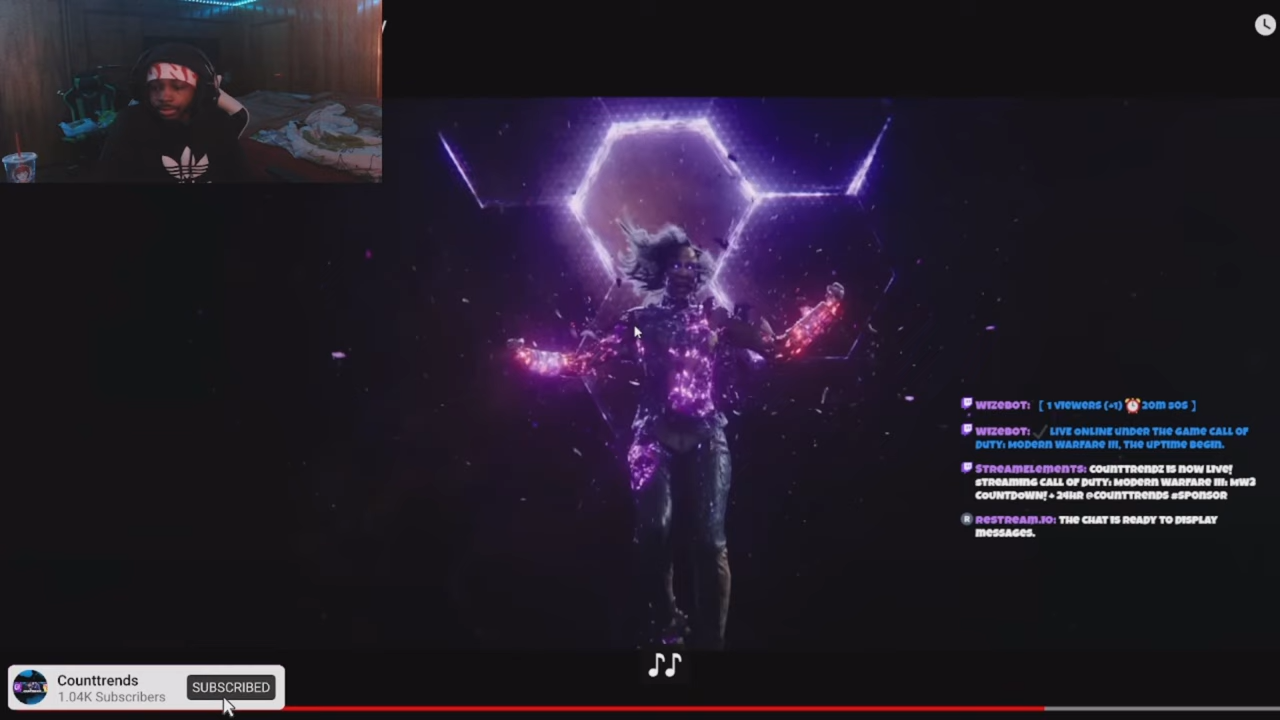 WIZEBOT: [ 1 VIEWERS (+1) ⏰ 20M 30S ]
WIZEBOT: ✓ LIVE ONLINE UNDER THE GAME CALL OF
DUTY: MODERN WARFARE III, THE UPTIME BEGIN.
STREAMELEMENTS: COUNTTRENDZ IS NOW LIVE!
STREAMING CALL OF DUTY: MODERN WARFARE III: MW3
COUNTDOWN! + 24HR @COUNTTRENDS #SPONSOR
R RESTREAM.IO: THE CHAT IS READY TO DISPLAY
MESSAGES.
Counttrends
1.04K Subscribers
SUBSCRIBED